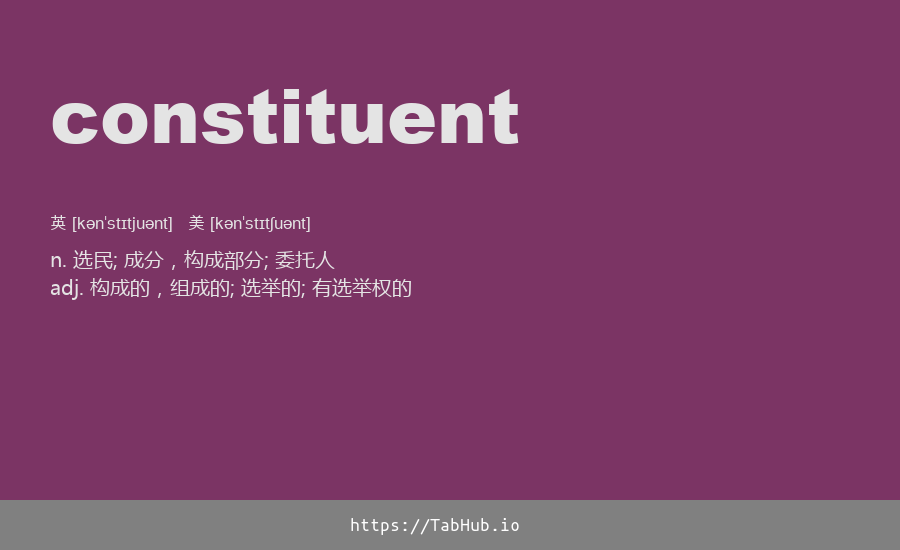 constituent
英 [kən'stɪtjuənt] 美 [kən'stɪtʃuənt]
n. 选民; 成分，构成部分; 委托人
adj. 构成的，组成的; 选举的; 有选举权的
https://TabHub.io